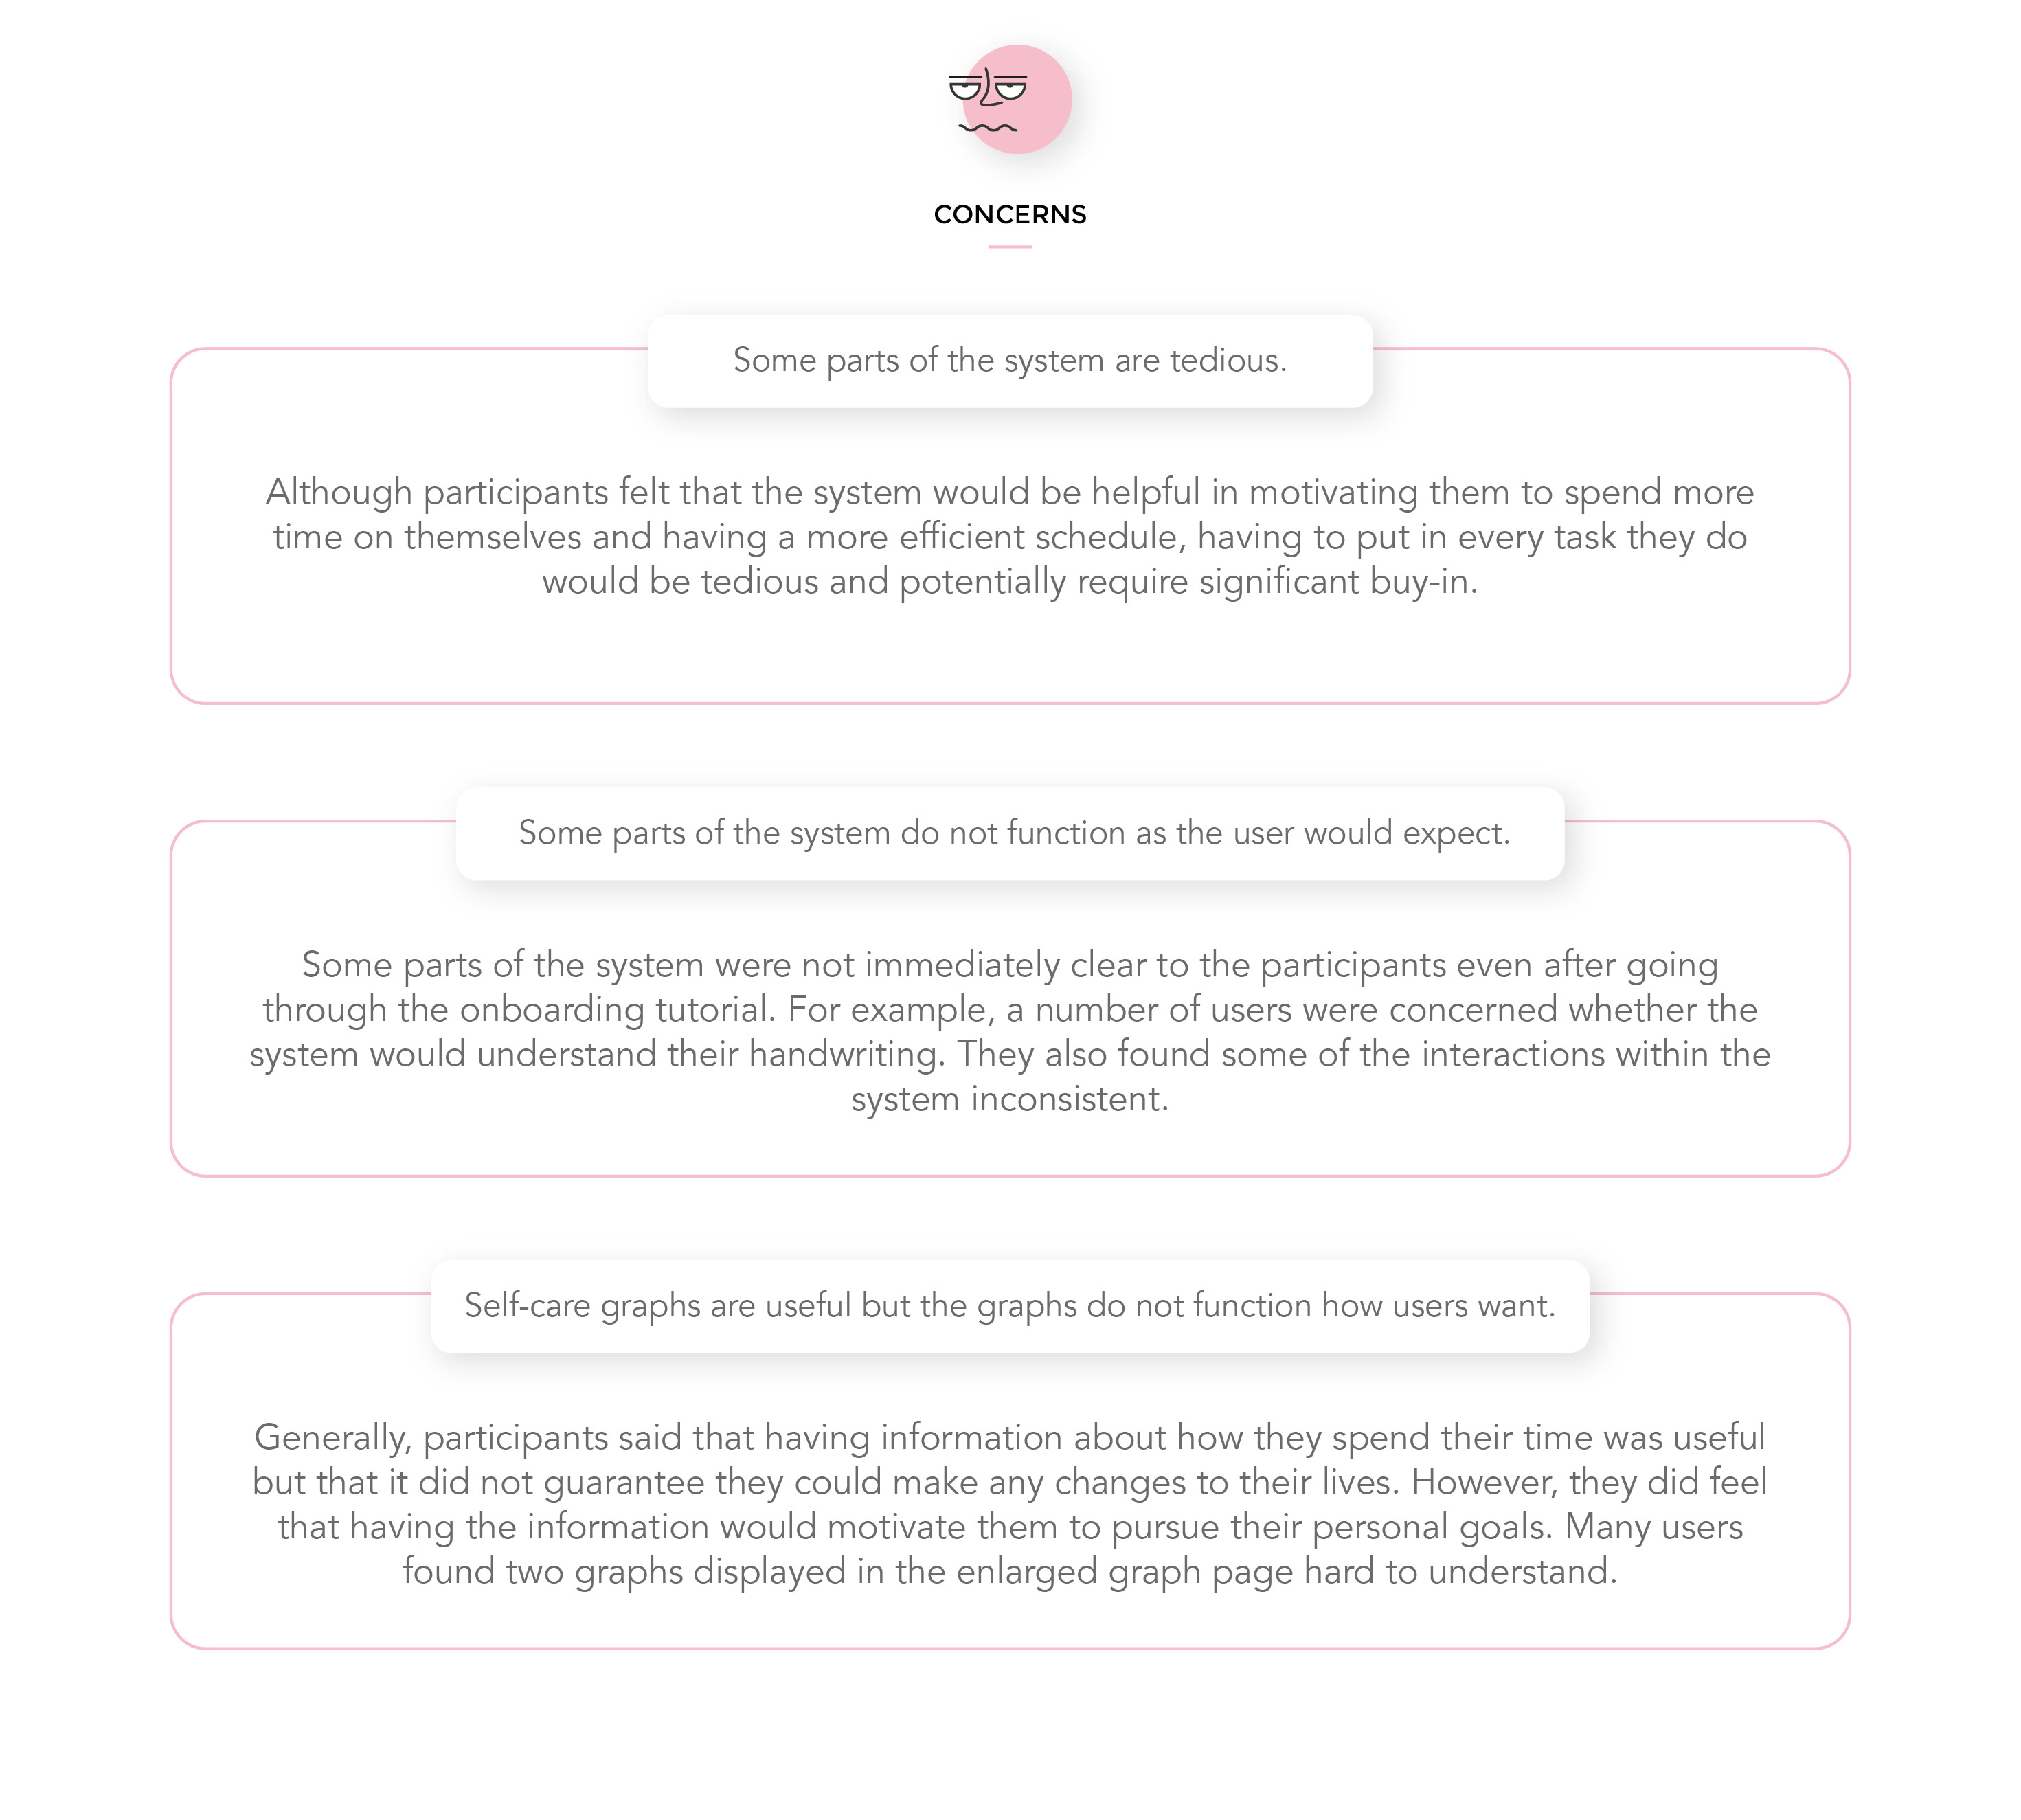 CONCERNS
Some parts of the system are tedious.
Although participants felt that the system would be helpful in motivating them to spend more
time on themselves and having a more efficient schedule, having to put in every task they do
would be tedious and potentially require significant buy-in.
Some parts of the system do not function as the user would expect.
Some parts of the system were not immediately clear to the participants even after going
through the onboarding tutorial. For example, a number of users were concerned whether the
system would understand their handwriting. They also found some of the interactions within the
system inconsistent.
Self-care graphs are useful but the graphs do not function how users want.
Generally, participants said that having information about how they spend their time was useful
but that it did not guarantee they could make any changes to their lives. However, they did feel
that having the information would motivate them to pursue their personal goals. Many users
found two graphs displayed in the enlarged graph page hard to understand.